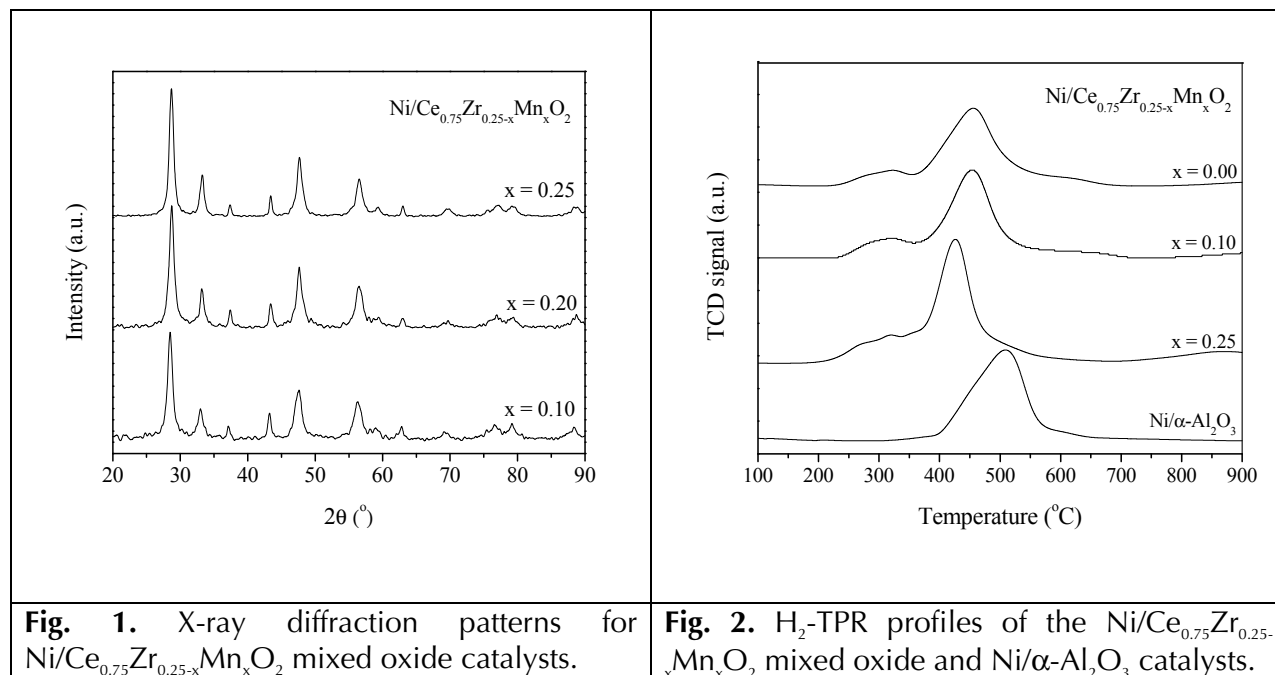 Ni/Ce₀.₇₅Zr₀.₂₅₋ₓMnₓO₂
x = 0.25
x = 0.20
x = 0.10
Intensity (a.u.)
20 30 40 50 60 70 80 90
2θ (°)
Ni/Ce₀.₇₅Zr₀.₂₅₋ₓMnₓO₂
x = 0.00
x = 0.10
x = 0.25
Ni/α-Al₂O₃
TCD signal (a.u.)
100 200 300 400 500 600 700 800 900
Temperature (°C)
Fig. 1. X-ray diffraction patterns for
Ni/Ce₀.₇₅Zr₀.₂₅₋ₓMnₓO₂ mixed oxide catalysts.
Fig. 2. H₂-TPR profiles of the Ni/Ce₀.₇₅Zr₀.₂₅₋
ₓMnₓO₂ mixed oxide and Ni/α-Al₂O₃ catalysts.